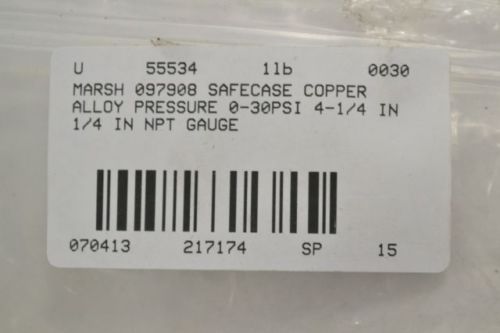 U 55534 1lb 0030
MARSH 097908 SAFECASE COPPER
ALLOY PRESSURE 0-30PSI 4-1/4 IN
1/4 IN NPT GAUGE
070413 217174 SP 15